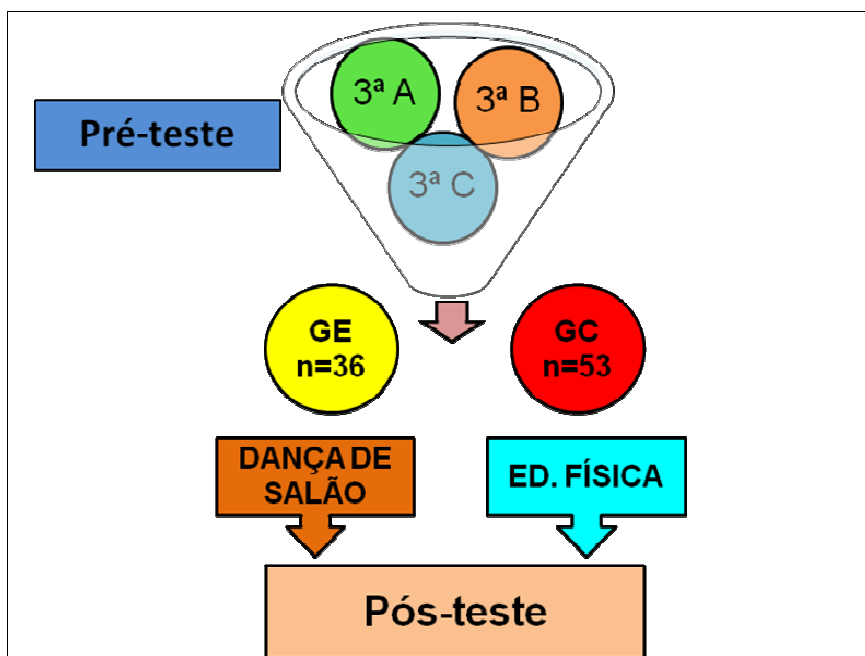 3ª A
3ª B
Pré-teste
3ª C
GE
n=36
GC
n=53
DANÇA DE
SALÃO
ED. FÍSICA
Pós-teste